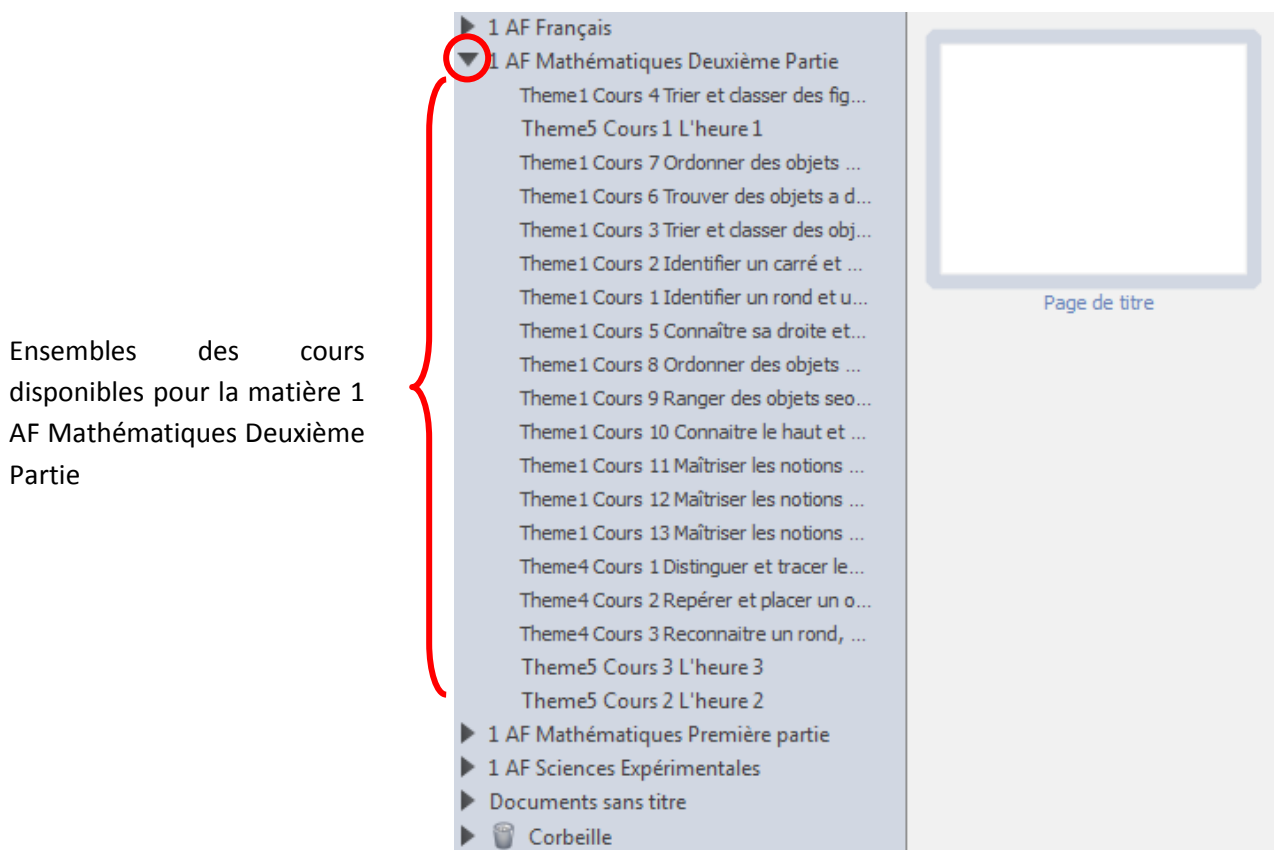 Ensembles des cours
disponibles pour la matière 1
AF Mathématiques Deuxième
Partie
1 AF Français
1 AF Mathématiques Deuxième Partie
Theme1 Cours 4 Trier et classer des fig...
Theme5 Cours 1 L'heure 1
Theme1 Cours 7 Ordonner des objets ...
Theme1 Cours 6 Trouver des objets a d...
Theme1 Cours 3 Trier et classer des obj...
Theme1 Cours 2 Identifier un carré et ...
Theme1 Cours 1 Identifier un rond et u...
Theme1 Cours 5 Connaître sa droite et...
Theme1 Cours 8 Ordonner des objets ...
Theme1 Cours 9 Ranger des objets seo...
Theme1 Cours 10 Connaitre le haut et ...
Theme1 Cours 11 Maîtriser les notions ...
Theme1 Cours 12 Maîtriser les notions ...
Theme1 Cours 13 Maîtriser les notions ...
Theme4 Cours 1 Distinguer et tracer le...
Theme4 Cours 2 Repérer et placer un o...
Theme4 Cours 3 Reconnaitre un rond, ...
Theme5 Cours 3 L'heure 3
Theme5 Cours 2 L'heure 2
1 AF Mathématiques Première partie
1 AF Sciences Expérimentales
Documents sans titre
Corbeille
Page de titre